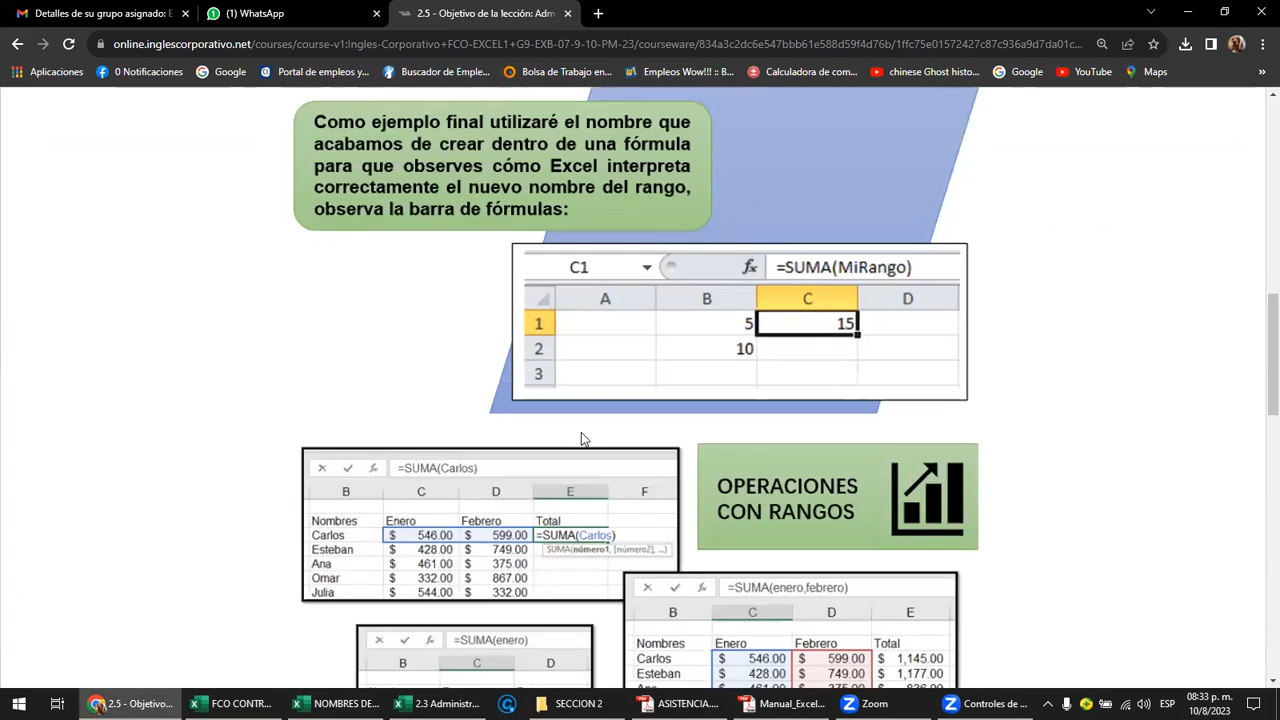 Detalles de su grupo asignado: E
(1) WhatsApp
2.5 - Objetivo de la lección: Adm
online.inglescorporativo.net/courses/course-v1:Ingles-Corporativo+FCO-EXCEL1+G9-EXB-07-9-10-PM-23/courseware/834a3c2dc6e547bbb61e588d59f4d76b/1ffc75e01572427c87c936a9d7da01c...
Aplicaciones
0 Notificaciones
Google
Portal de empleos y...
Buscador de Emple...
Bolsa de Trabajo en...
Empleos Wow!!! :: B...
Calculadora de com...
chinese Ghost histo...
Google
YouTube
Maps
»
Como ejemplo final utilizaré el nombre que
acabamos de crear dentro de una fórmula
para que observes cómo Excel interpreta
correctamente el nuevo nombre del rango,
observa la barra de fórmulas:
C1 fx =SUMA(MiRango)
A B C D
1 5 15
2 10
3
fx =SUMA(Carlos)
B C D E F
Nombres Enero Febrero Total
Carlos $ 546.00 $ 599.00 =SUMA(Carlos)
Esteban $ 428.00 $ 749.00 SUMA(número1, [número2], ...)
Ana $ 461.00 $ 375.00
Omar $ 332.00 $ 867.00
Julia $ 544.00 $ 332.00
OPERACIONES
CON RANGOS
fx =SUMA(enero,febrero)
B C D E
Nombres Enero Febrero Total
Carlos $ 546.00 $ 599.00 $ 1,145.00
Esteban $ 428.00 $ 749.00 $ 1,177.00
fx =SUMA(enero)
B C D
2.5 - Objetivo...
FCO CONTR...
NOMBRES DE...
2.3 Administr...
SECCION 2
ASISTENCIA....
Manual_Excel...
Zoom
Controles de ...
ESP
08:33 p. m.
10/8/2023